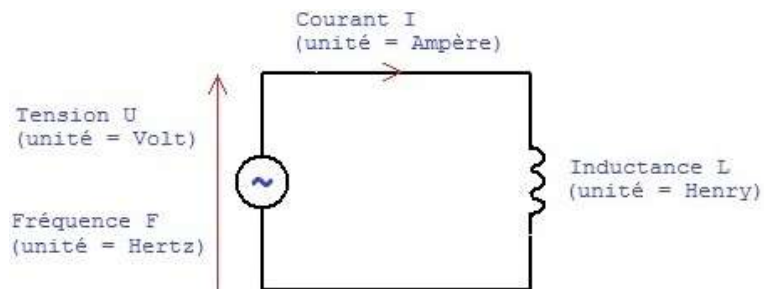 Courant I
(unité = Ampère)
Tension U
(unité = Volt)
~
Inductance L
(unité = Henry)
Fréquence F
(unité = Hertz)